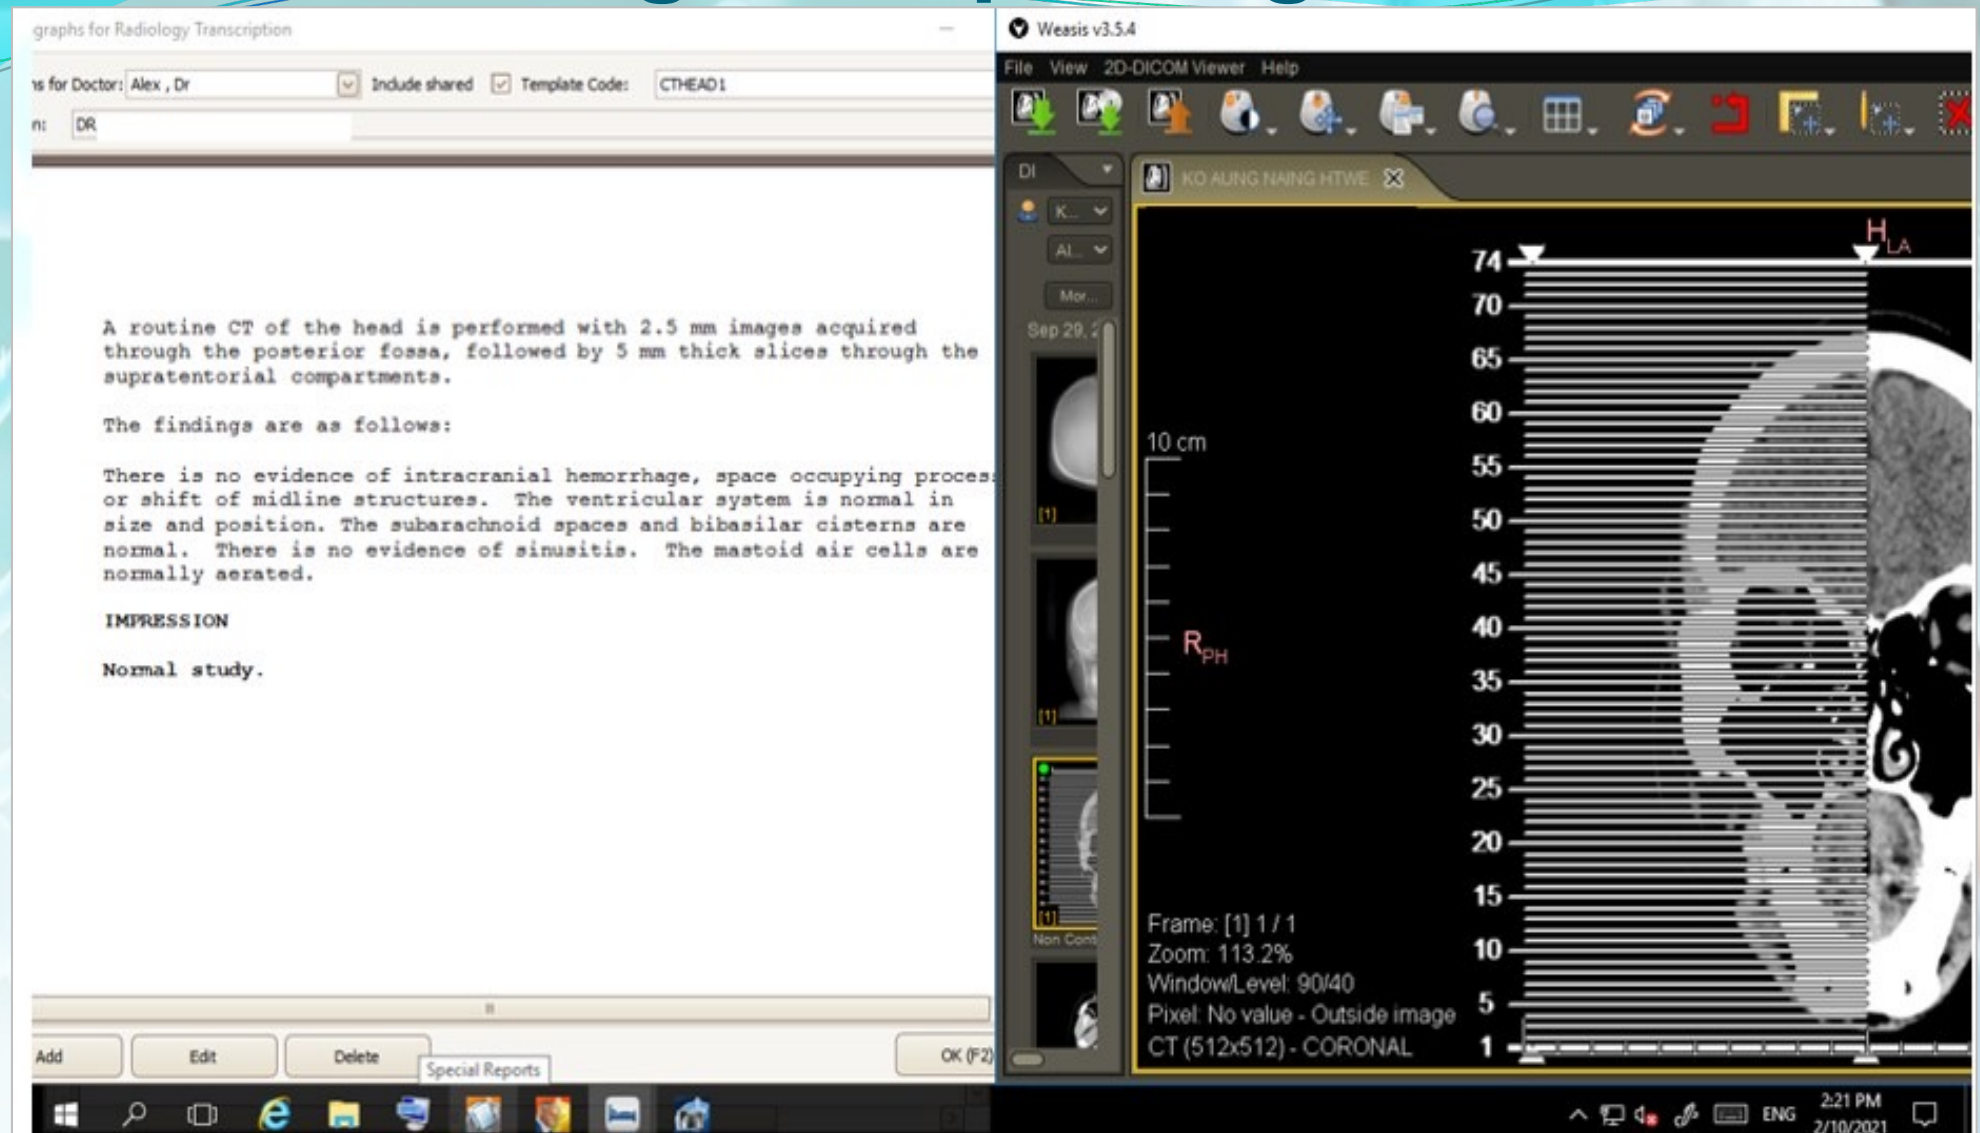 graphs for Radiology Transcription
ns for Doctor: Alex , Dr Include shared Template Code: CTHEAD1
n: DR
A routine CT of the head is performed with 2.5 mm images acquired
through the posterior fossa, followed by 5 mm thick slices through the
supratentorial compartments.
The findings are as follows:
There is no evidence of intracranial hemorrhage, space occupying process
or shift of midline structures. The ventricular system is normal in
size and position. The subarachnoid spaces and bibasilar cisterns are
normal. There is no evidence of sinusitis. The mastoid air cells are
normally aerated.
IMPRESSION
Normal study.
Add Edit Delete OK (F2)
Special Reports
Weasis v3.5.4
File View 2D-DICOM Viewer Help
DI
KO AUNG NAING HTWE
K...
AL...
Mor...
Sep 29, 2
[1]
[1]
[1]
Non Cont
H LA
74
70
65
60
10 cm
55
50
45
40
R PH
35
30
25
20
15
Frame: [1] 1 / 1
10
Zoom: 113.2%
Window/Level: 90/40
5
Pixel: No value - Outside image
CT (512x512) - CORONAL
1
ENG
2:21 PM
2/10/2021